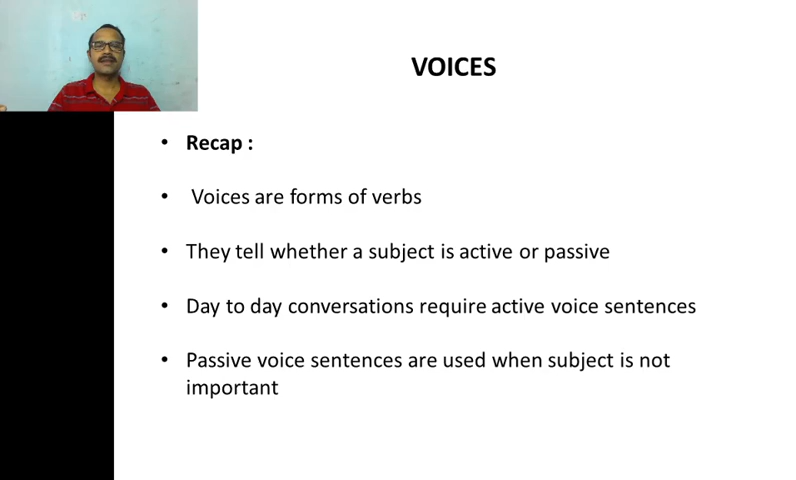 VOICES
• Recap :
• Voices are forms of verbs
• They tell whether a subject is active or passive
• Day to day conversations require active voice sentences
• Passive voice sentences are used when subject is not
important